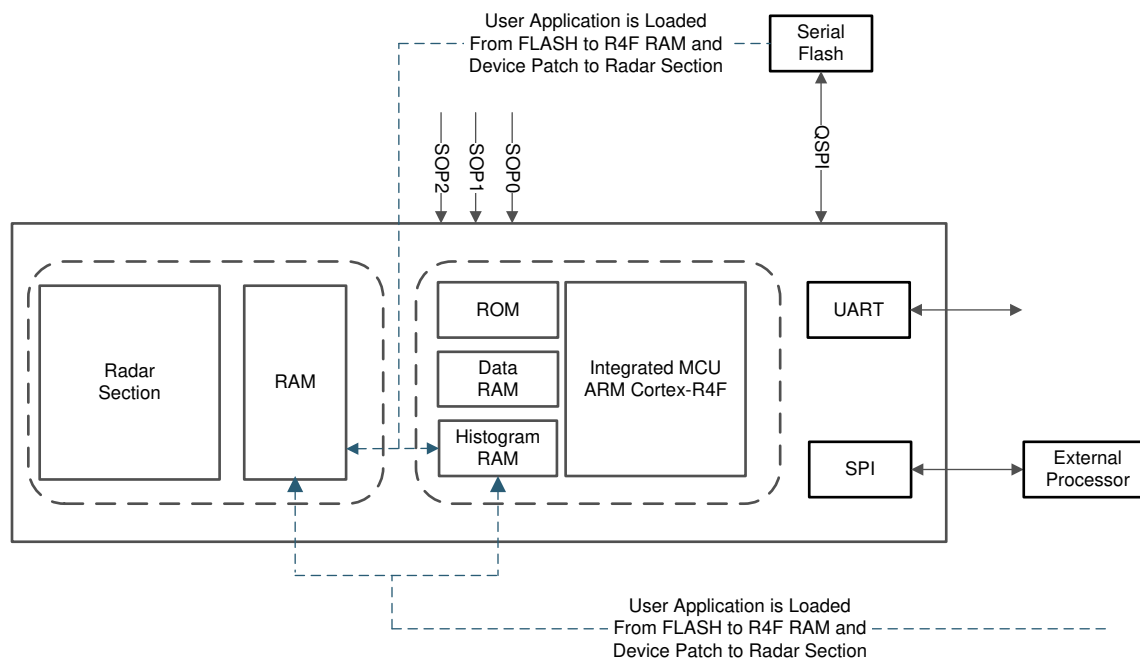 User Application is Loaded
From FLASH to R4F RAM and
Device Patch to Radar Section
Serial
Flash
SOP2
SOP1
SOP0
QSPI
Radar
Section
RAM
ROM
Data
RAM
Histogram
RAM
Integrated MCU
ARM Cortex-R4F
UART
SPI
External
Processor
User Application is Loaded
From FLASH to R4F RAM and
Device Patch to Radar Section